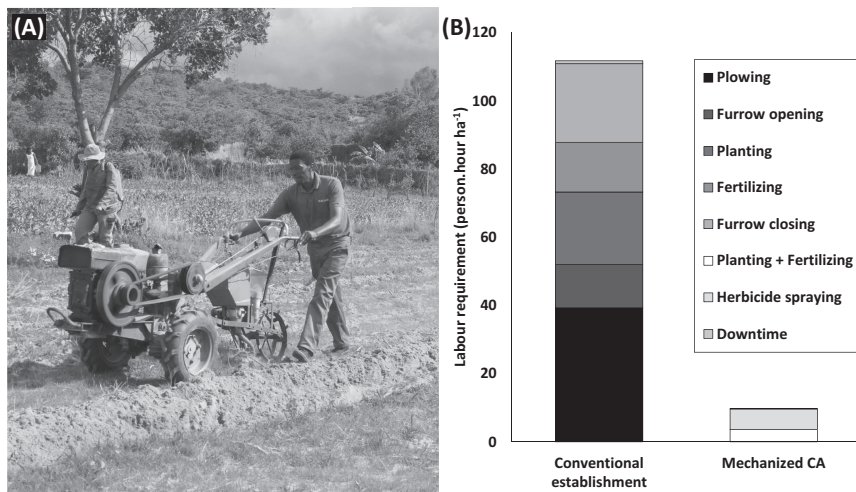 (A)
(B)
120
100
80
60
40
20
0
Labour requirement (person.hour ha⁻¹)
Conventional
establishment
Mechanized CA
Plowing
Furrow opening
Planting
Fertilizing
Furrow closing
Planting + Fertilizing
Herbicide spraying
Downtime